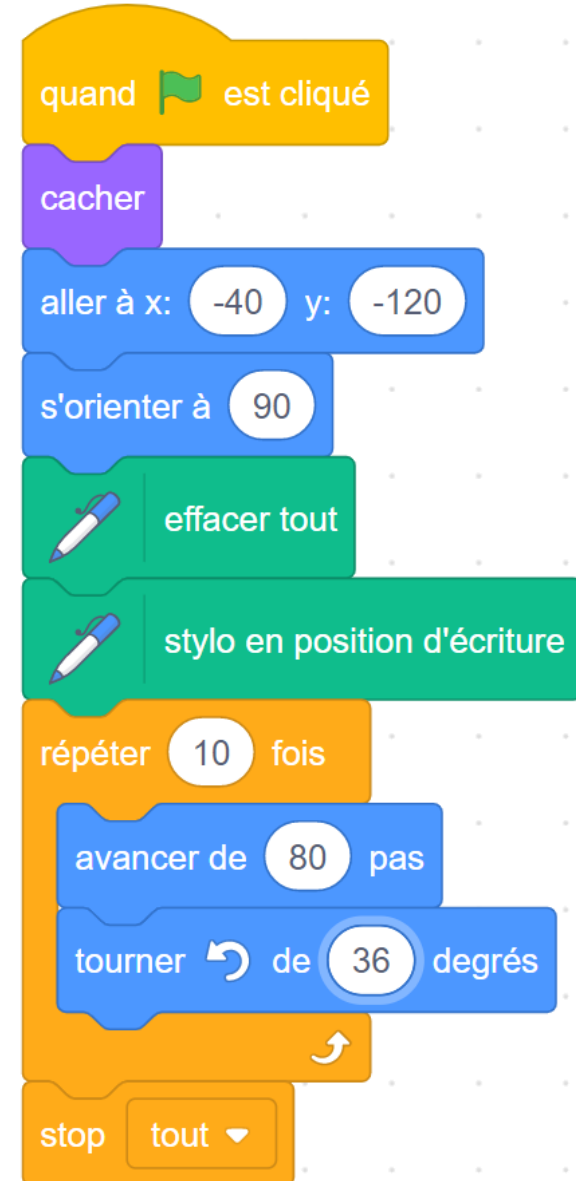 quand est cliqué
cacher
aller à x: -40 y: -120
s'orienter à 90
effacer tout
stylo en position d'écriture
répéter 10 fois
avancer de 80 pas
tourner de 36 degrés
stop tout